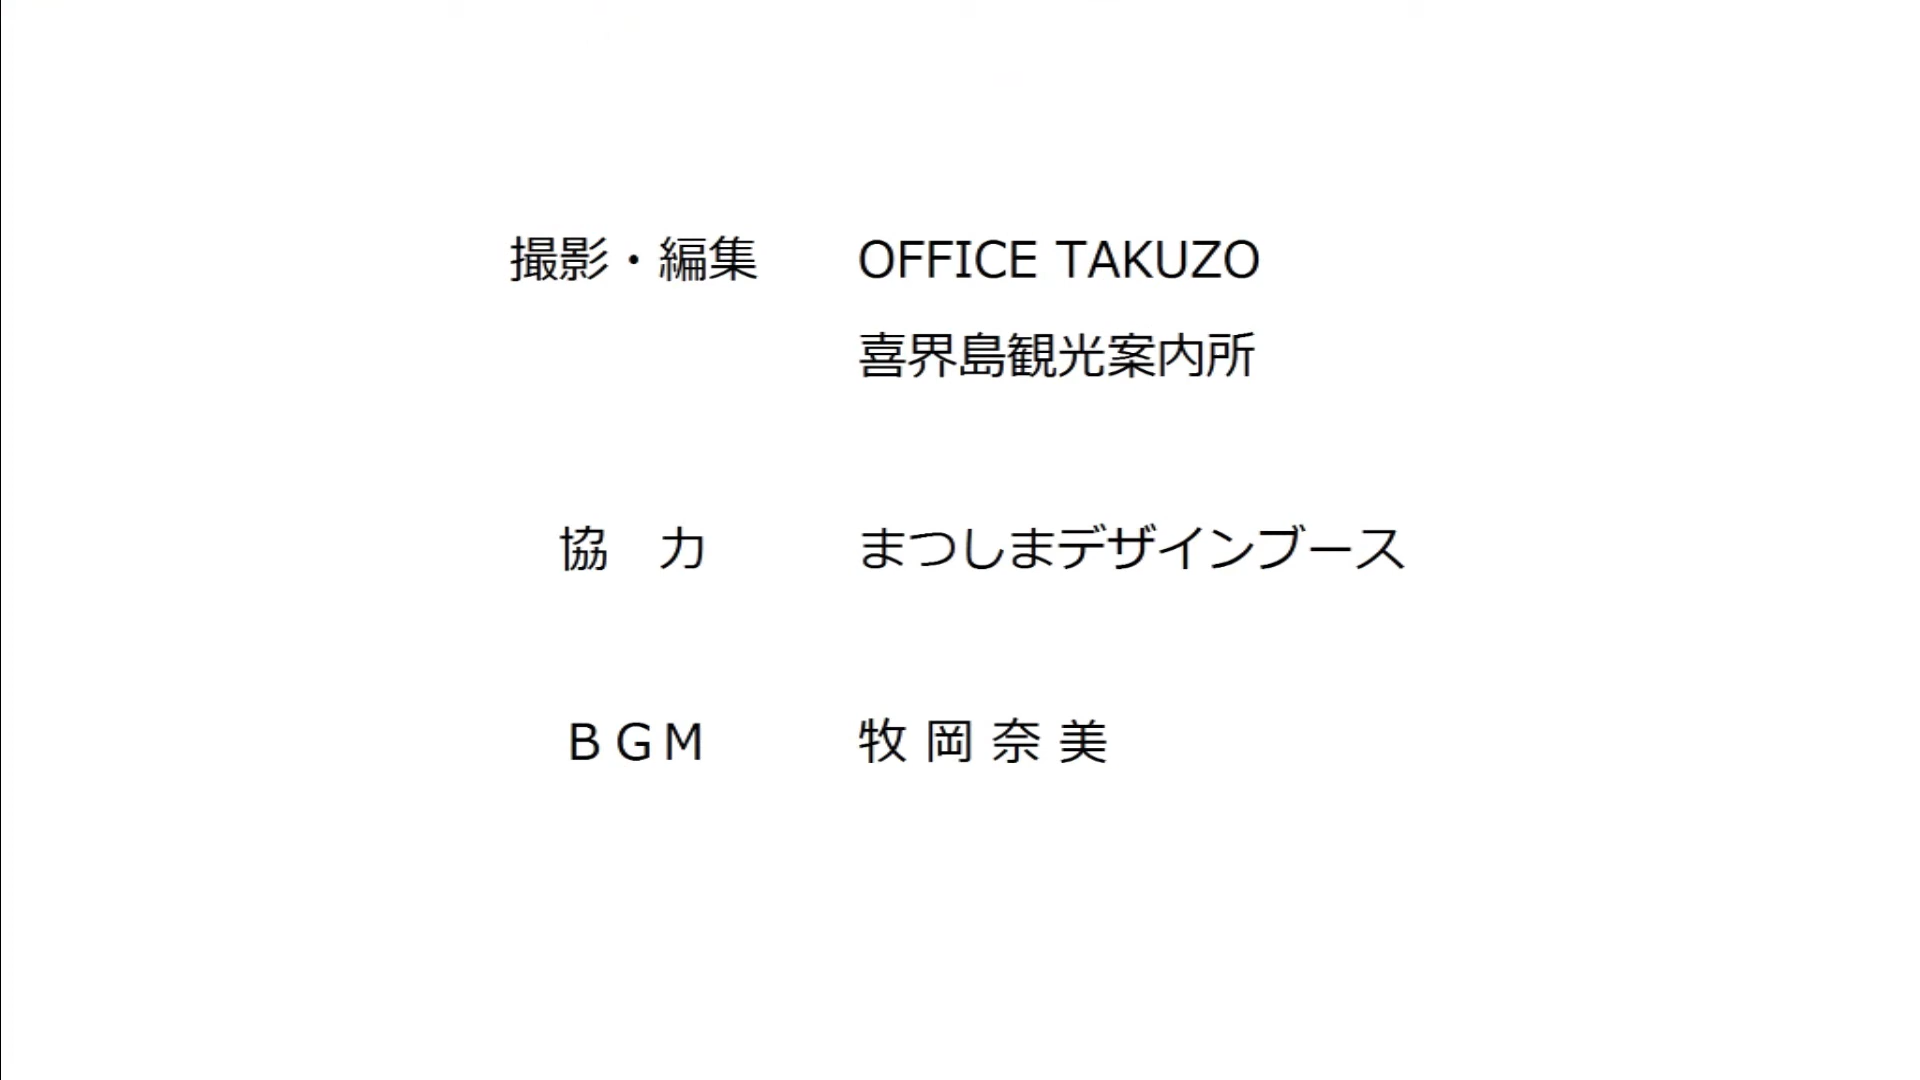 撮影・編集 OFFICE TAKUZO
喜界島観光案内所
協　力 まつしまデザインブース
ＢＧＭ 牧 岡 奈 美